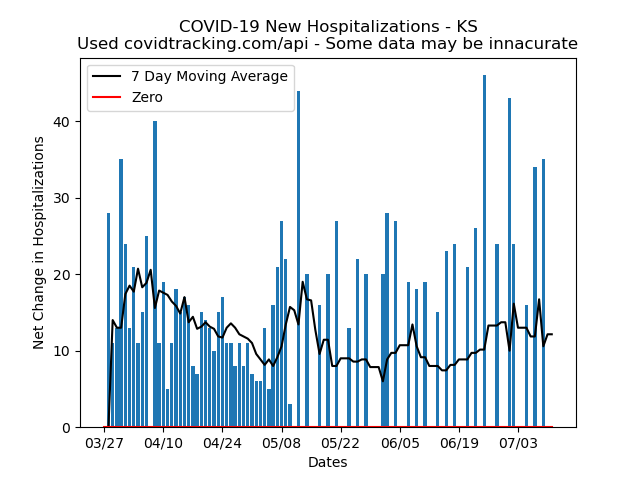 COVID-19 New Hospitalizations - KS
Used covidtracking.com/api - Some data may be innacurate
7 Day Moving Average
Zero
Net Change in Hospitalizations
40
30
20
10
0
03/27 04/10 04/24 05/08 05/22 06/05 06/19 07/03
Dates